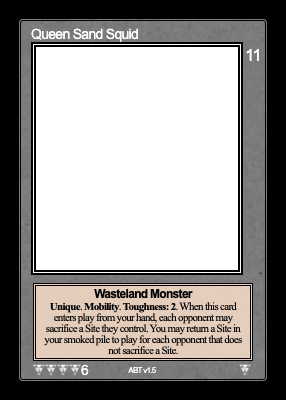 Queen Sand Squid
11
Wasteland Monster
Unique. Mobility. Toughness: 2. When this card
enters play from your hand, each opponent may
sacrifice a Site they control. You may return a Site in
your smoked pile to play for each opponent that does
not sacrifice a Site.
6
ABT v1.5